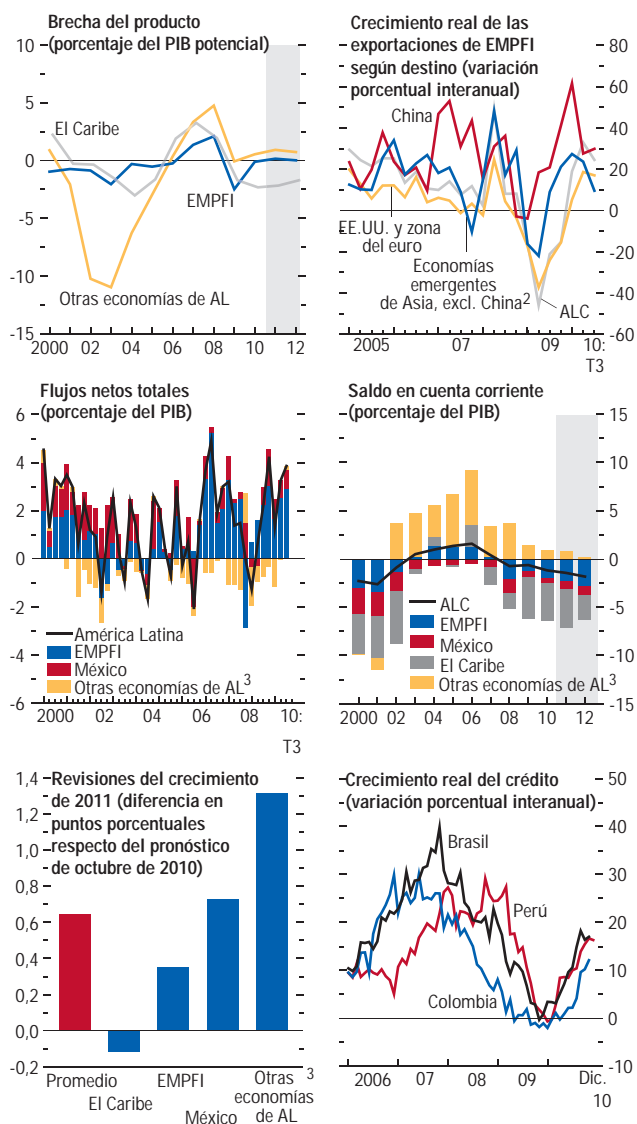 Brecha del producto
(porcentaje del PIB potencial)
10
5
0
-5
-10
-15
El Caribe
EMPFI
Otras economías de AL
2000 02 04 06 08 10 12
Crecimiento real de las
exportaciones de EMPFI
según destino (variación
porcentual interanual)
80
60
40
20
0
-20
-40
-60
China
EE.UU. y zona
del euro
Economías
emergentes
de Asia, excl. China2
ALC
2005 07 09 10:
T3
Flujos netos totales
(porcentaje del PIB)
6
4
2
0
-2
-4
-6
América Latina
EMPFI
México
Otras economías de AL3
2000 02 04 06 08 10:
T3
Saldo en cuenta corriente
(porcentaje del PIB)
15
10
5
0
-5
-10
-15
ALC
EMPFI
México
El Caribe
Otras economías de AL3
2000 02 04 06 08 10 12
Revisiones del crecimiento
de 2011 (diferencia en
puntos porcentuales
respecto del pronóstico
de octubre de 2010)
1,4
1,2
1,0
0,8
0,6
0,4
0,2
0,0
-0,2
Promedio
El Caribe
EMPFI
México
Otras 3
economías
de AL
Crecimiento real del crédito
(variación porcentual interanual)
50
40
30
20
10
0
-10
Brasil
Perú
Colombia
2006 07 08 09 Dic.
10